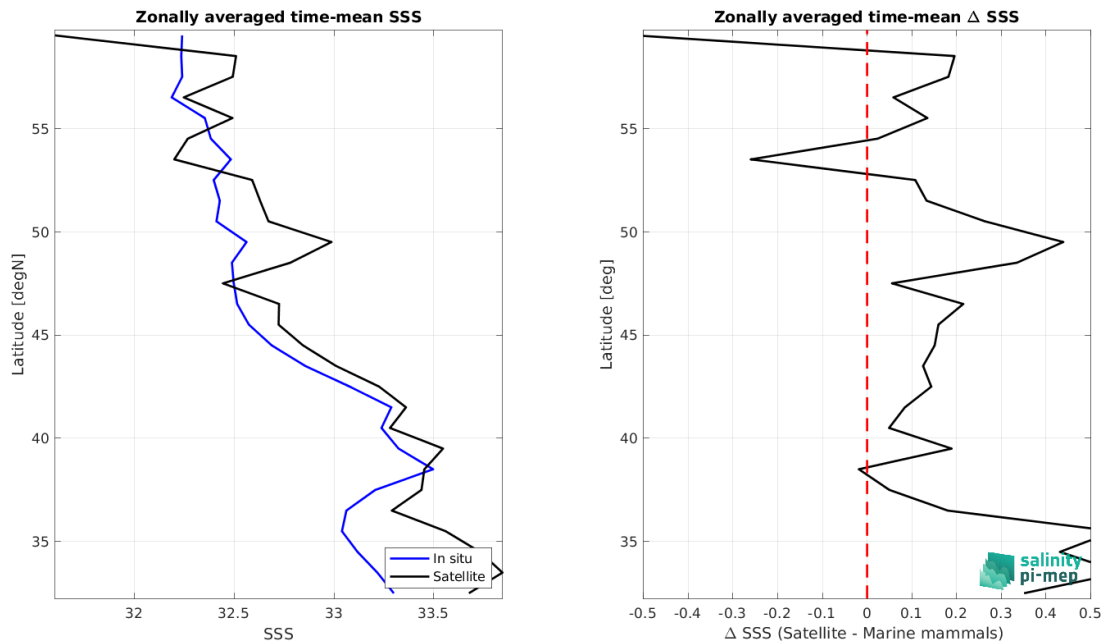 Zonally averaged time-mean SSS
55
50
45
40
35
Latitude [degN]
32
32.5
33
33.5
SSS
In situ
Satellite
Zonally averaged time-mean Δ SSS
55
50
45
40
35
Latitude [deg]
-0.5
-0.4
-0.3
-0.2
-0.1
0
0.1
0.2
0.3
0.4
0.5
Δ SSS (Satellite - Marine mammals)
salinity
pi-mep